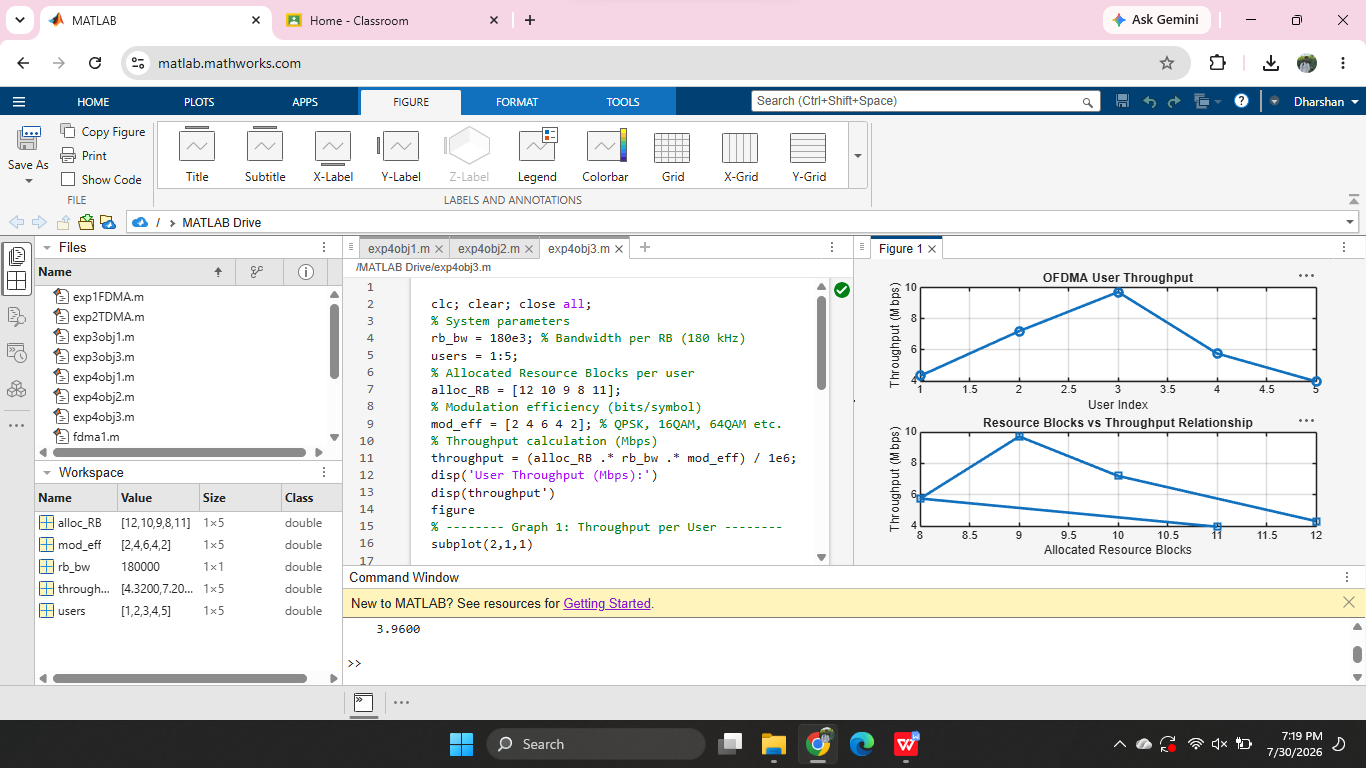 MATLAB
Home - Classroom
Ask Gemini
matlab.mathworks.com
HOME PLOTS APPS FIGURE FORMAT TOOLS
Search (Ctrl+Shift+Space)
Dharshan
Save As
Copy Figure
Print
Show Code
FILE
Title Subtitle X-Label Y-Label Z-Label Legend Colorbar Grid X-Grid Y-Grid
LABELS AND ANNOTATIONS
/ MATLAB Drive
Files
Name
exp1FDMA.m
exp2TDMA.m
exp3obj1.m
exp3obj3.m
exp4obj1.m
exp4obj2.m
exp4obj3.m
fdma1.m
Workspace
Name Value Size Class
alloc_RB [12,10,9,8,11] 1×5 double
mod_eff [2,4,6,4,2] 1×5 double
rb_bw 180000 1×1 double
through... [4.3200,7.20... 1×5 double
users [1,2,3,4,5] 1×5 double
exp4obj1.m exp4obj2.m exp4obj3.m
/MATLAB Drive/exp4obj3.m
1
2 clc; clear; close all;
3 % System parameters
4 rb_bw = 180e3; % Bandwidth per RB (180 kHz)
5 users = 1:5;
6 % Allocated Resource Blocks per user
7 alloc_RB = [12 10 9 8 11];
8 % Modulation efficiency (bits/symbol)
9 mod_eff = [2 4 6 4 2]; % QPSK, 16QAM, 64QAM etc.
10 % Throughput calculation (Mbps)
11 throughput = (alloc_RB .* rb_bw .* mod_eff) / 1e6;
12 disp('User Throughput (Mbps):')
13 disp(throughput')
14 figure
15 % -------- Graph 1: Throughput per User --------
16 subplot(2,1,1)
17
Figure 1
OFDMA User Throughput
Throughput (Mbps)
10
8
6
4
1 1.5 2 2.5 3 3.5 4 4.5 5
User Index
Resource Blocks vs Throughput Relationship
Throughput (Mbps)
10
8
6
4
8 8.5 9 9.5 10 10.5 11 11.5 12
Allocated Resource Blocks
Command Window
New to MATLAB? See resources for Getting Started.
3.9600
>>
Search
7:19 PM
7/30/2026